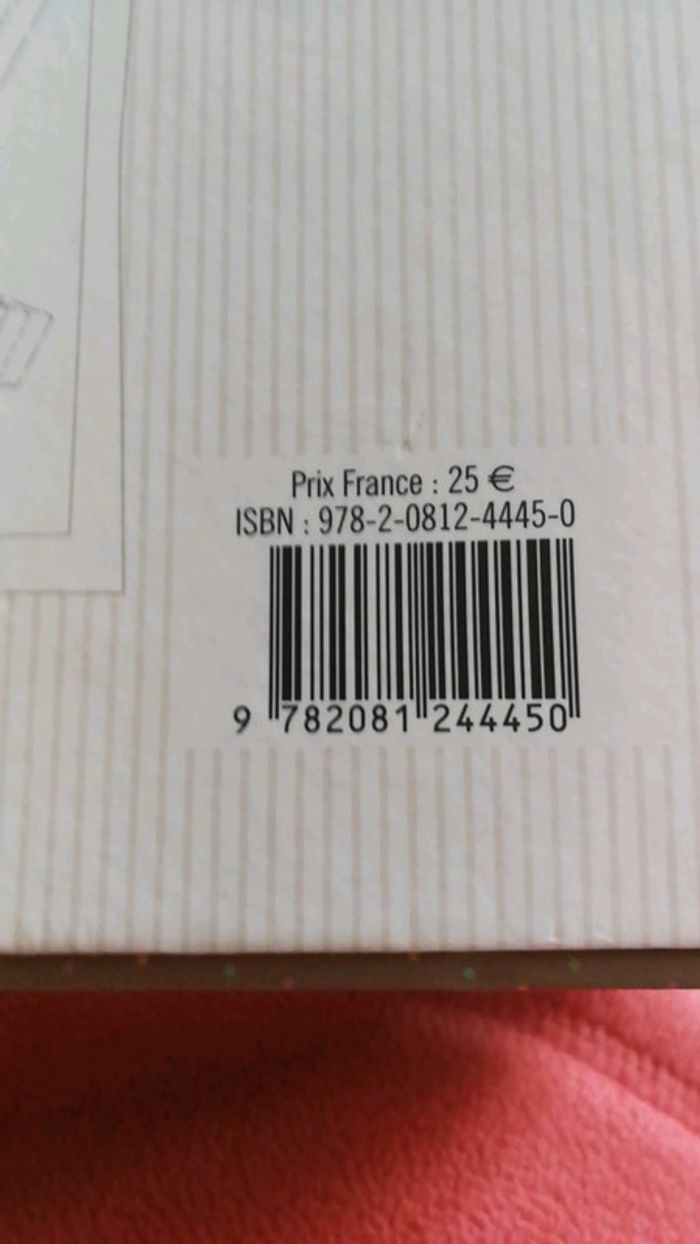 Prix France : 25 €
ISBN : 978-2-0812-4445-0
9 782081 244450